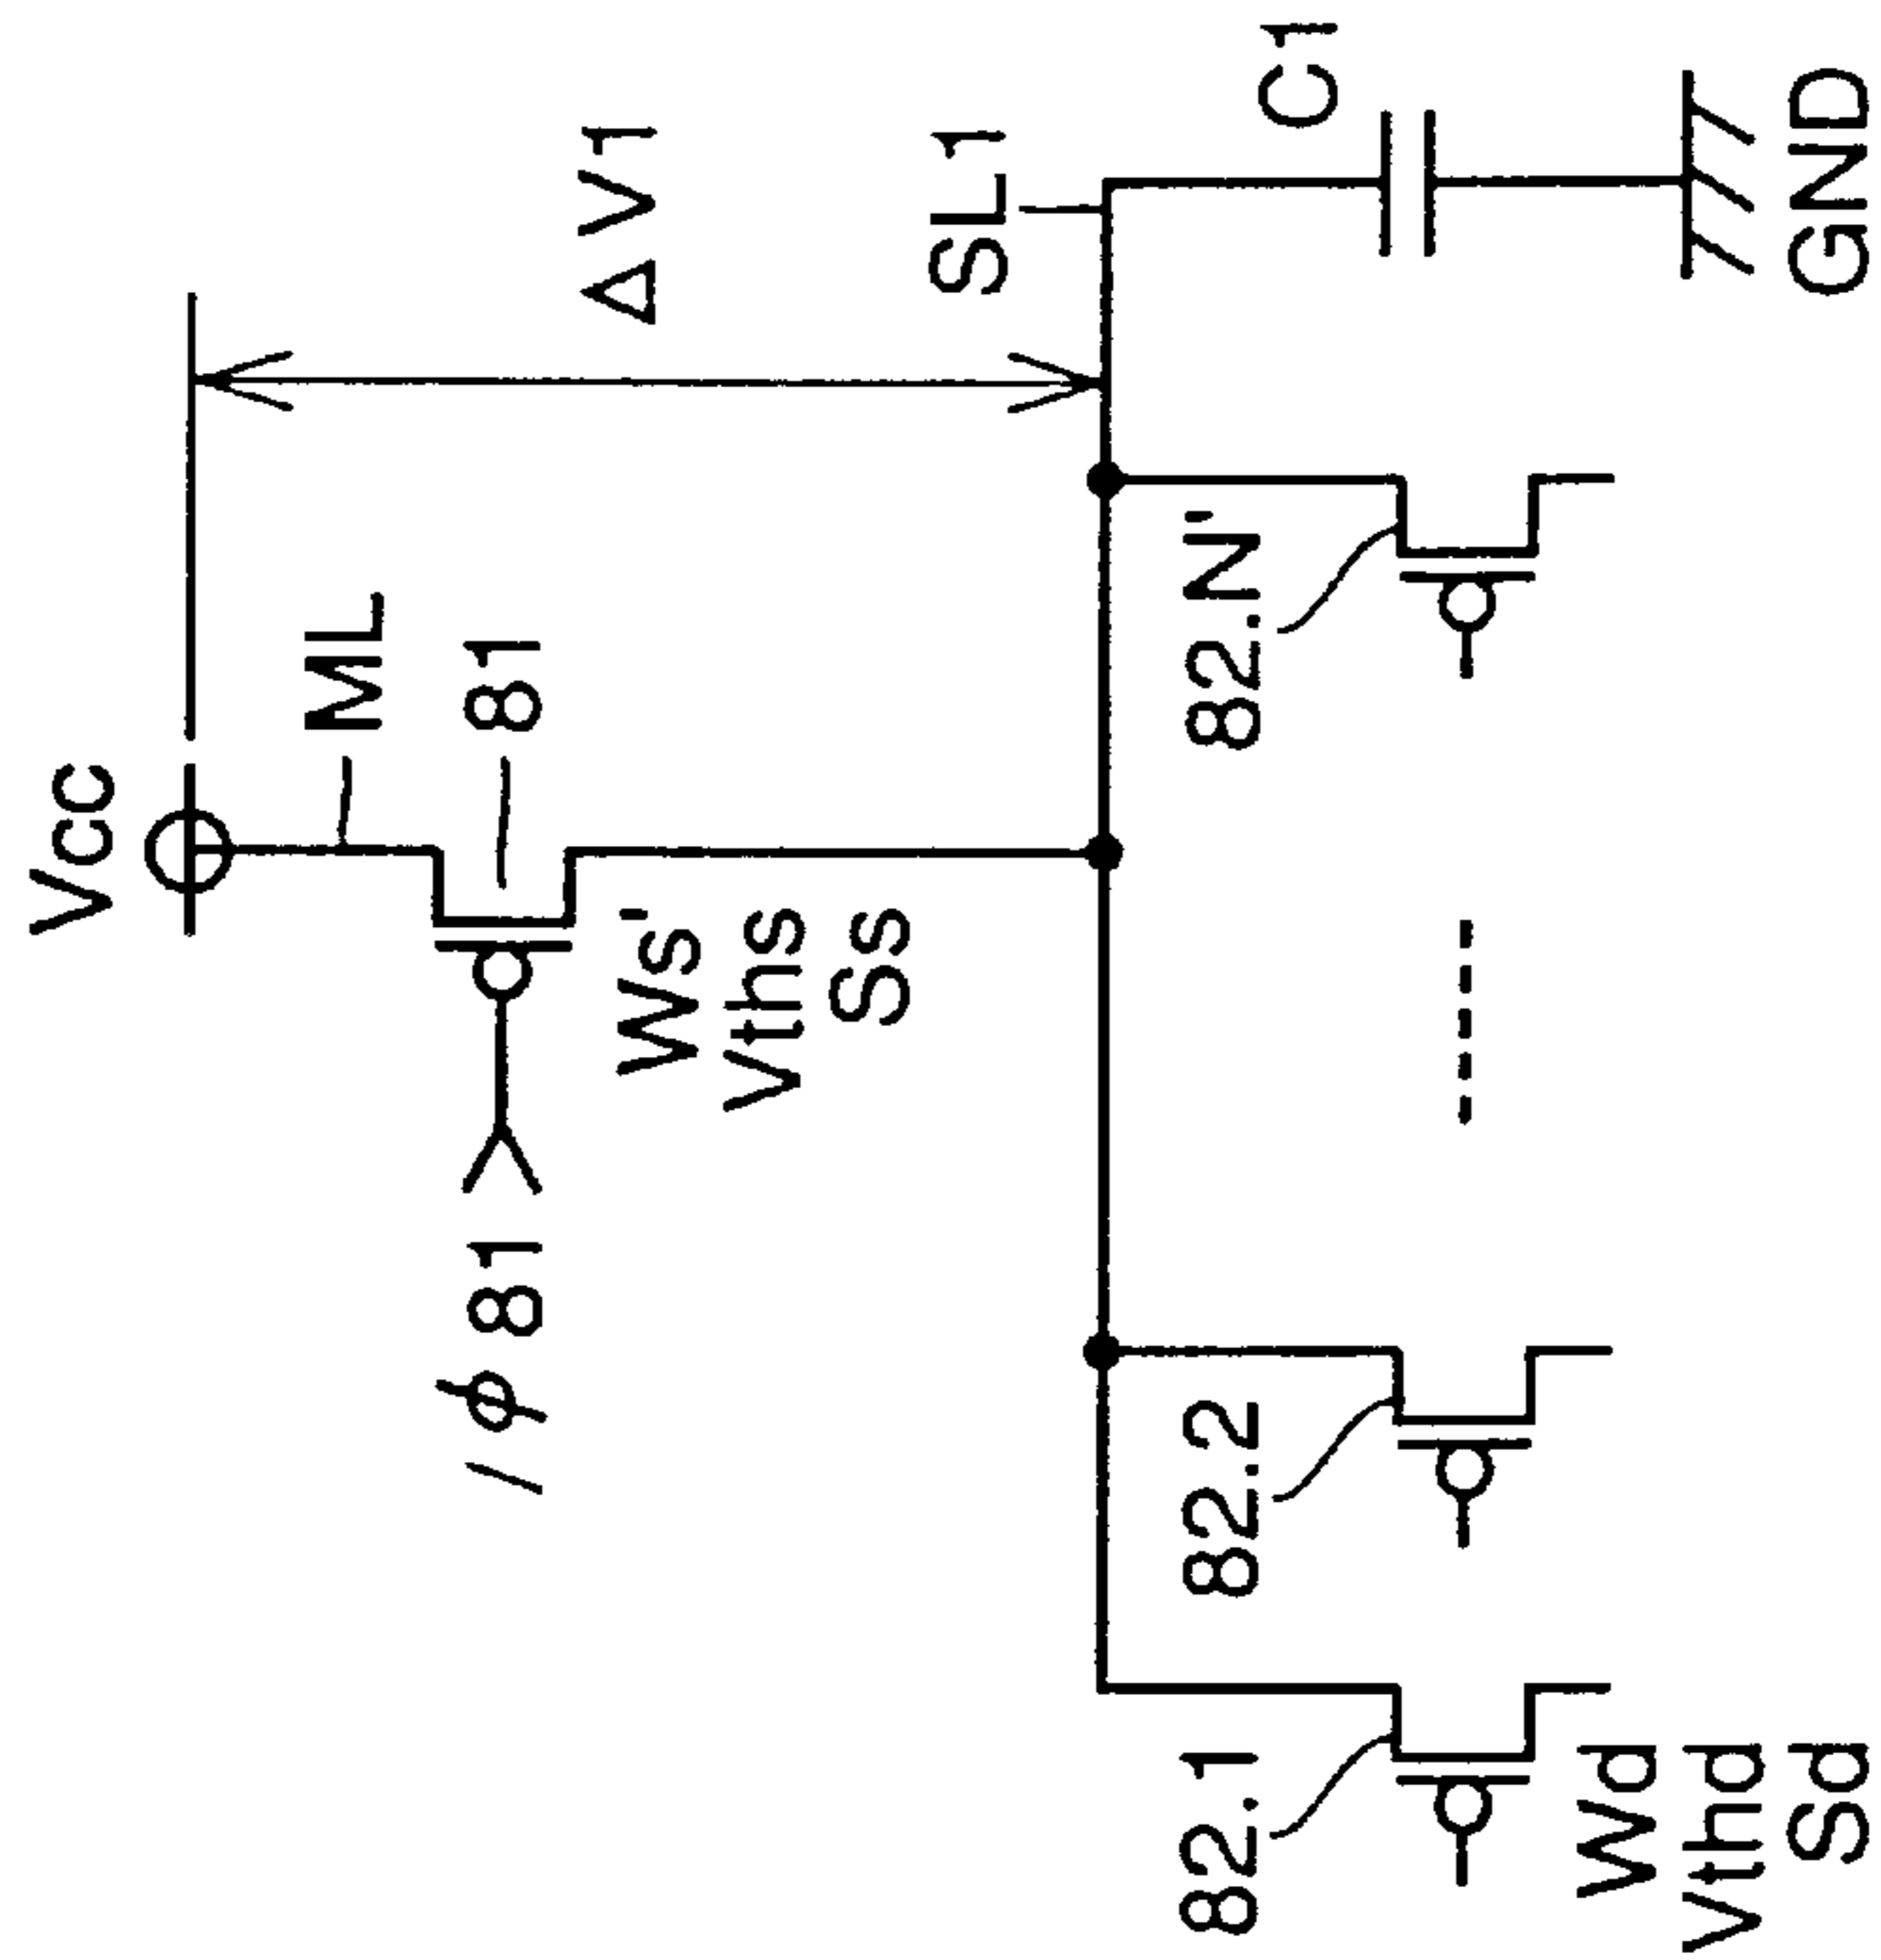 Vcc
ML
81
ΔV1
/φ81
Ws'
Vths
Ss
SL1
C1
82.1
82.2
82.N'
Wd
Vthd
Sd
GND